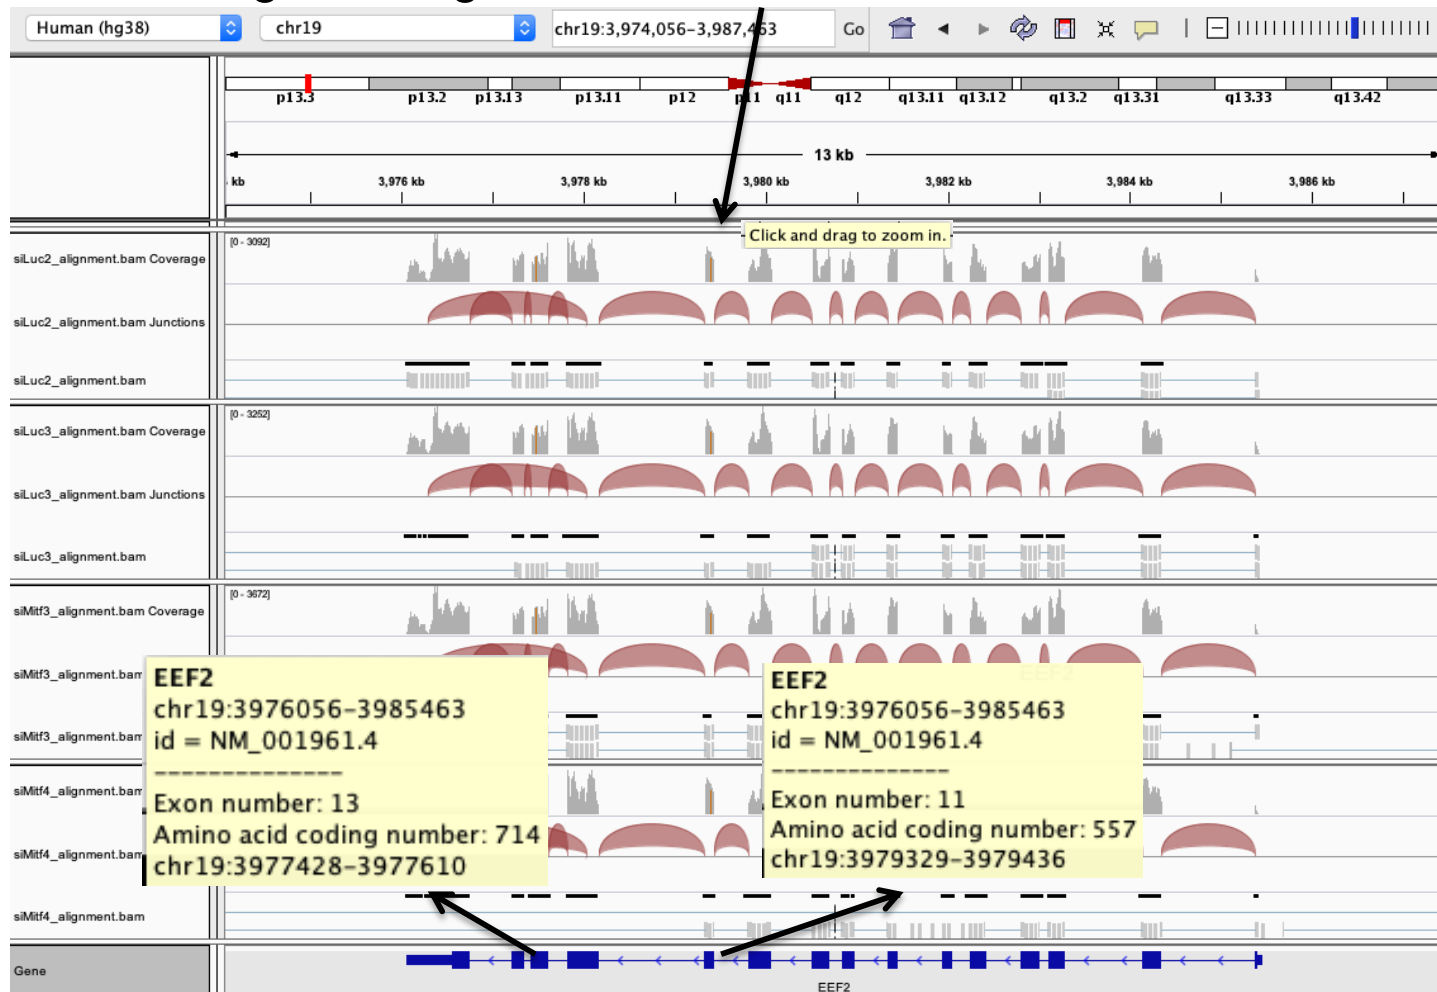 Human (hg38) chr19 chr19:3,974,056-3,987,463 Go
p13.3 p13.2 p13.13 p13.11 p12 p11 q11 q12 q13.11 q13.12 q13.2 q13.31 q13.33 q13.42
13 kb
kb 3,976 kb 3,978 kb 3,980 kb 3,982 kb 3,984 kb 3,986 kb
Click and drag to zoom in.
[0 - 3092]
siLuc2_alignment.bam Coverage
siLuc2_alignment.bam Junctions
siLuc2_alignment.bam
[0 - 3252]
siLuc3_alignment.bam Coverage
siLuc3_alignment.bam Junctions
siLuc3_alignment.bam
[0 - 3672]
siMitf3_alignment.bam Coverage
siMitf3_alignment.bam
siMitf3_alignment.bam
siMitf4_alignment.bam
siMitf4_alignment.bam
siMitf4_alignment.bam
EEF2
chr19:3976056-3985463
id = NM_001961.4
--------------
Exon number: 13
Amino acid coding number: 714
chr19:3977428-3977610
EEF2
chr19:3976056-3985463
id = NM_001961.4
--------------
Exon number: 11
Amino acid coding number: 557
chr19:3979329-3979436
Gene
EEF2